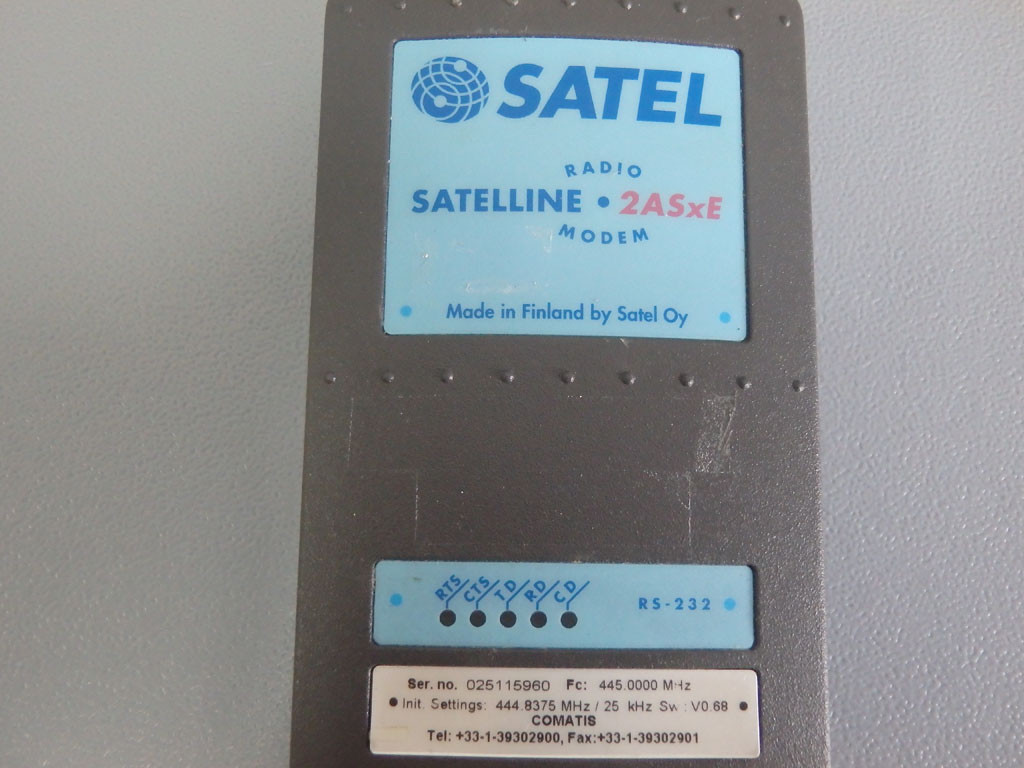 SATEL
RADIO
SATELLINE • 2ASxE
MODEM
Made in Finland by Satel Oy
RTS CTS TD RD CD
RS-232
Ser. no. 025115960 Fc: 445.0000 MHz
Init. Settings: 444.8375 MHz / 25 kHz Sw: V0.68
COMATIS
Tel: +33-1-39302900, Fax:+33-1-39302901